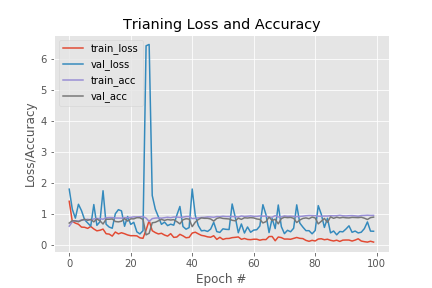 Trianing Loss and Accuracy
train_loss
val_loss
train_acc
val_acc
Loss/Accuracy
6
5
4
3
2
1
0
0 20 40 60 80 100
Epoch #